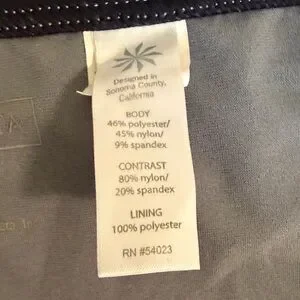 Designed in
Sonoma County,
California
BODY
46% polyester/
45% nylon/
9% spandex
CONTRAST
80% nylon/
20% spandex
LINING
100% polyester
RN #54023